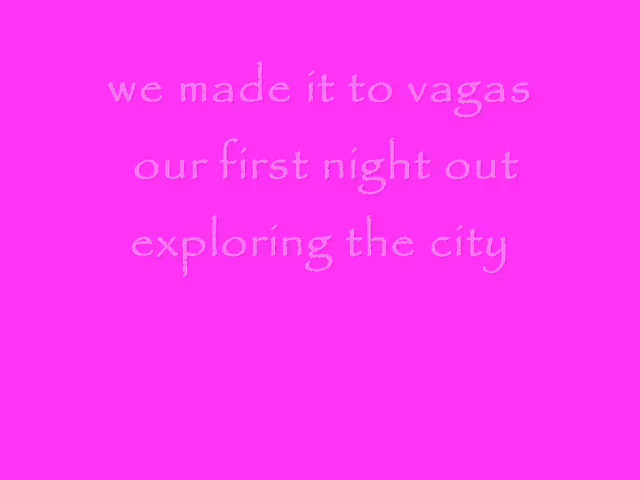 we made it to vagas
our first night out
exploring the city